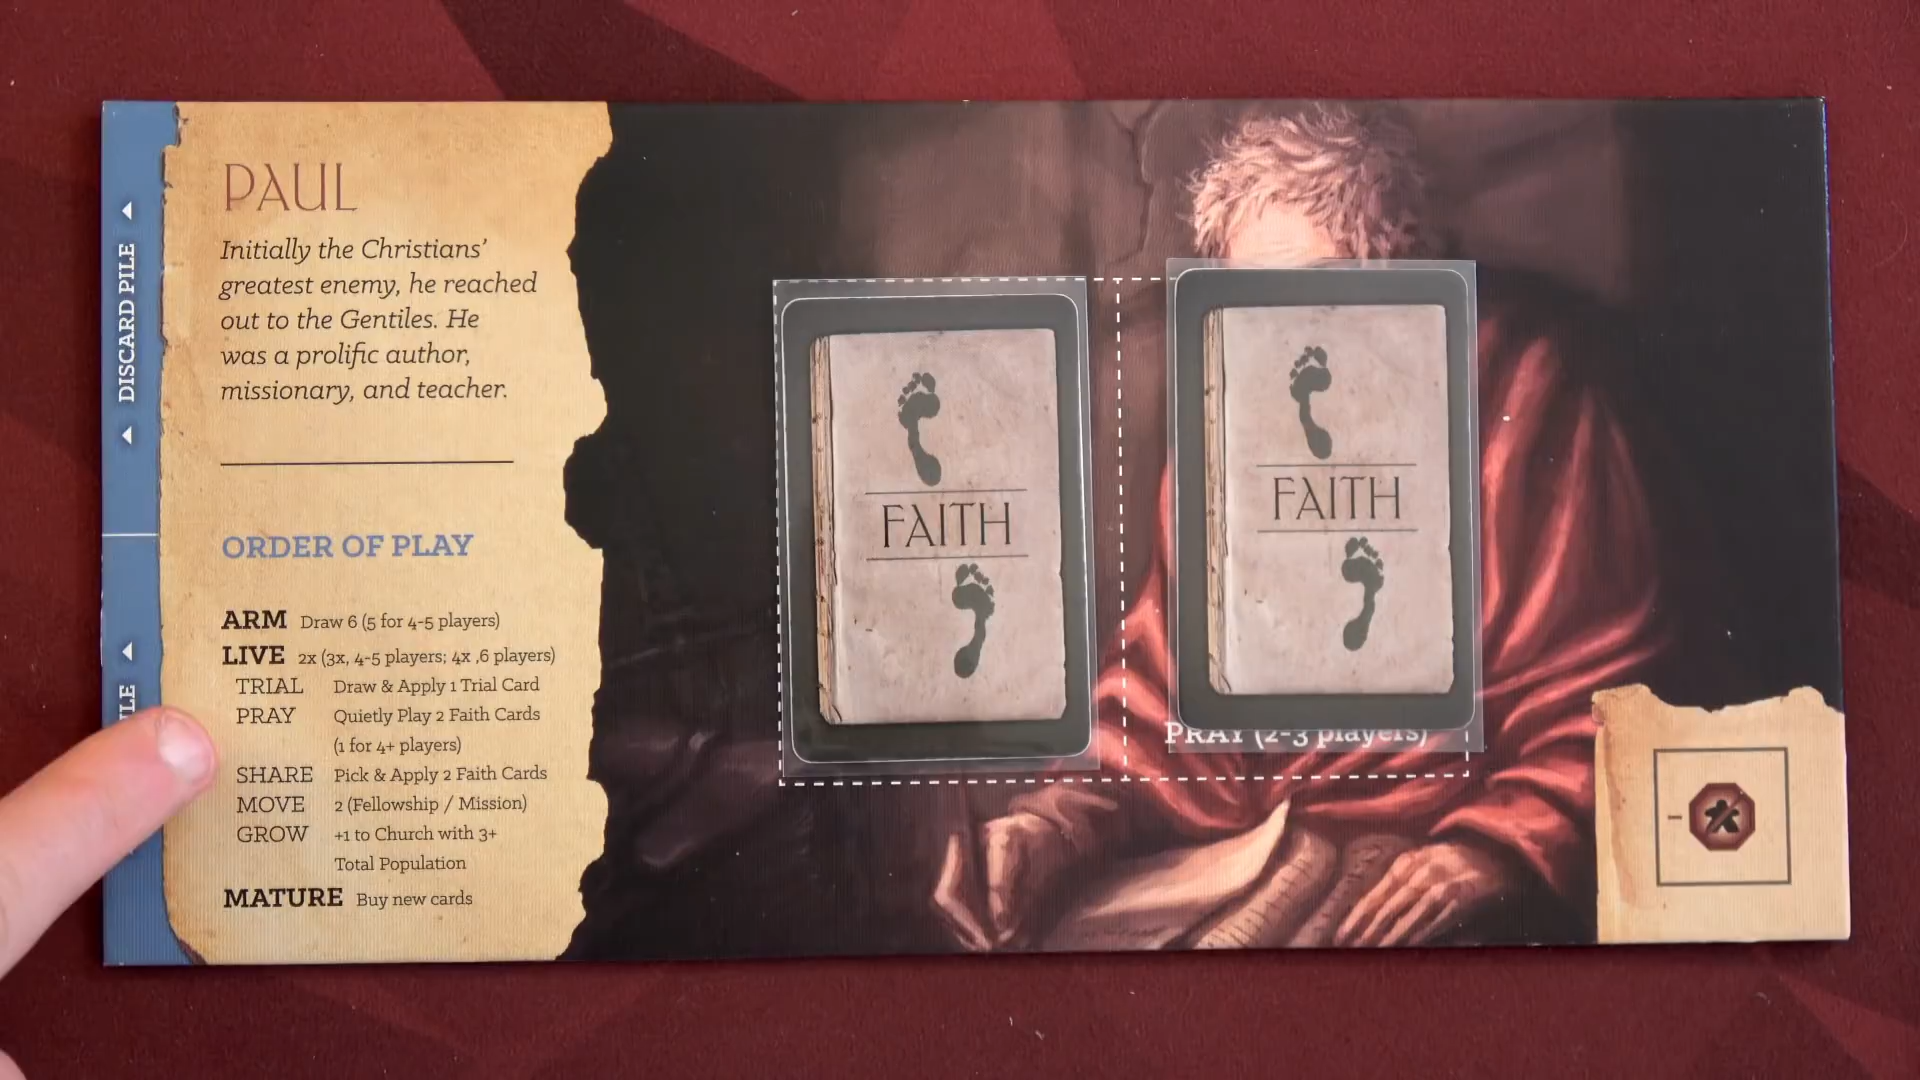 PAUL
Initially the Christians’
greatest enemy, he reached
out to the Gentiles. He
was a prolific author,
missionary, and teacher.
ORDER OF PLAY
ARM Draw 6 (5 for 4-5 players)
LIVE 2x (3x, 4-5 players; 4x ,6 players)
TRIAL Draw & Apply 1 Trial Card
PRAY Quietly Play 2 Faith Cards
(1 for 4+ players)
SHARE Pick & Apply 2 Faith Cards
MOVE 2 (Fellowship / Mission)
GROW +1 to Church with 3+
Total Population
MATURE Buy new cards
DISCARD PILE
FAITH
FAITH
PRAY (2-3 players)